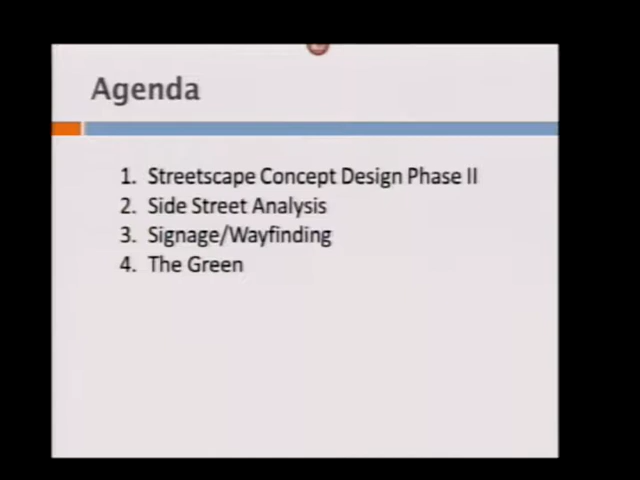 Agenda
1. Streetscape Concept Design Phase II
2. Side Street Analysis
3. Signage/Wayfinding
4. The Green